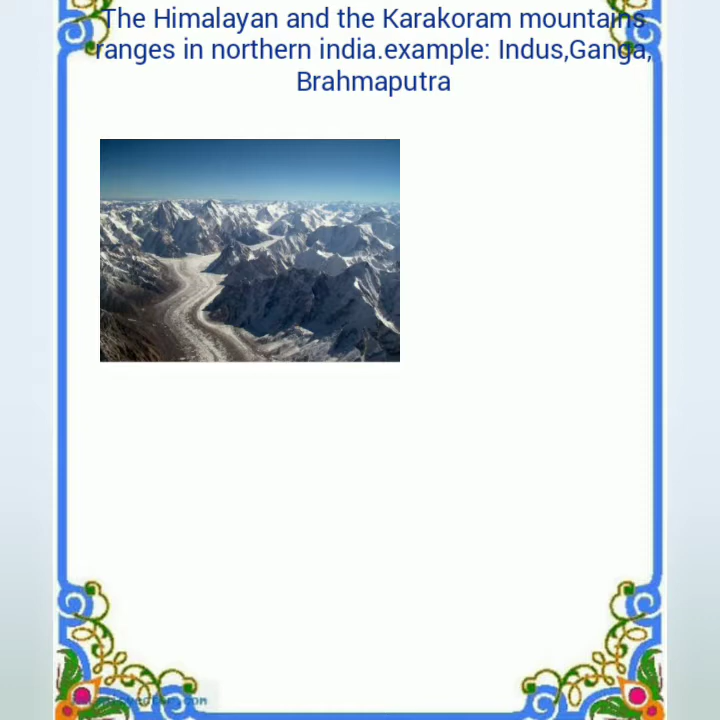 The Himalayan and the Karakoram mountains
ranges in northern india.example: Indus,Ganga,
Brahmaputra